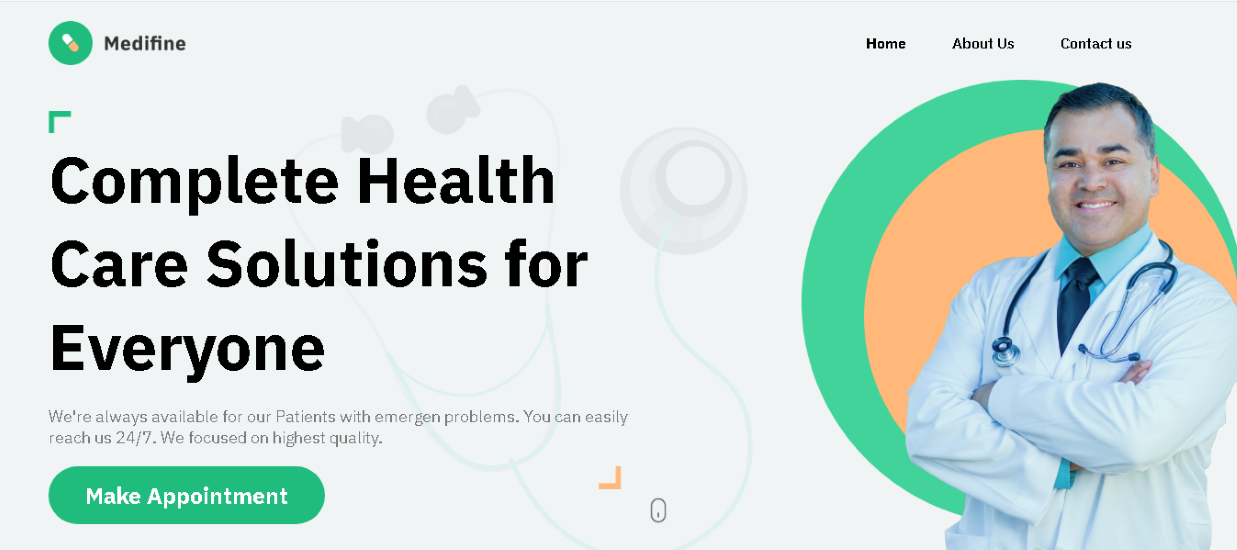 Medifine
Home About Us Contact us
Complete Health
Care Solutions for
Everyone
We're always available for our Patients with emergen problems. You can easily
reach us 24/7. We focused on highest quality.
Make Appointment